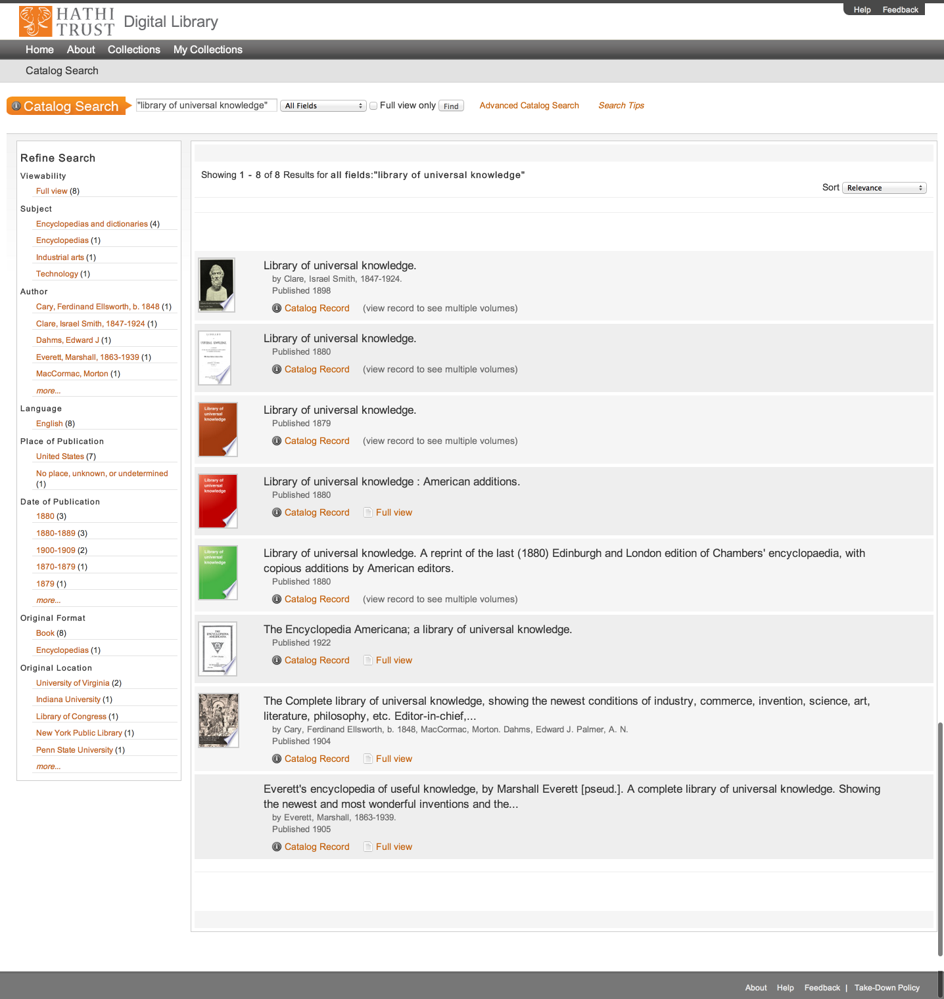 Help Feedback
HATHI TRUST Digital Library
Home About Collections My Collections
Catalog Search
Catalog Search "library of universal knowledge" All Fields Full view only Find Advanced Catalog Search Search Tips
Refine Search
Viewability
Full view (8)
Subject
Encyclopedias and dictionaries (4)
Encyclopedias (1)
Industrial arts (1)
Technology (1)
Author
Cary, Ferdinand Ellsworth, b. 1848 (1)
Clare, Israel Smith, 1847-1924 (1)
Dahms, Edward J (1)
Everett, Marshall, 1863-1939 (1)
MacCormac, Morton (1)
more...
Language
English (8)
Place of Publication
United States (7)
No place, unknown, or undetermined
(1)
Date of Publication
1880 (3)
1880-1889 (3)
1900-1909 (2)
1870-1879 (1)
1879 (1)
more...
Original Format
Book (8)
Encyclopedias (1)
Original Location
University of Virginia (2)
Indiana University (1)
Library of Congress (1)
New York Public Library (1)
Penn State University (1)
more...
Showing 1 - 8 of 8 Results for all fields:"library of universal knowledge"
Sort Relevance
Library of universal knowledge.
by Clare, Israel Smith, 1847-1924.
Published 1898
Catalog Record (view record to see multiple volumes)
LIBRARY
UNIVERSAL KNOWLEDGE.
Library of universal knowledge.
Published 1880
Catalog Record (view record to see multiple volumes)
Library of
universal
knowledge
Library of universal knowledge.
Published 1879
Catalog Record (view record to see multiple volumes)
Library of
universal
knowledge
Library of universal knowledge : American additions.
Published 1880
Catalog Record Full view
Library of
universal
knowledge
Library of universal knowledge. A reprint of the last (1880) Edinburgh and London edition of Chambers' encyclopaedia, with
copious additions by American editors.
Published 1880
Catalog Record (view record to see multiple volumes)
THE
ENCYCLOPEDIA
AMERICANA
The Encyclopedia Americana; a library of universal knowledge.
Published 1922
Catalog Record Full view
The Complete library of universal knowledge, showing the newest conditions of industry, commerce, invention, science, art,
literature, philosophy, etc. Editor-in-chief,...
by Cary, Ferdinand Ellsworth, b. 1848, MacCormac, Morton. Dahms, Edward J. Palmer, A. N.
Published 1904
Catalog Record Full view
Everett's encyclopedia of useful knowledge, by Marshall Everett [pseud.]. A complete library of universal knowledge. Showing
the newest and most wonderful inventions and the...
by Everett, Marshall, 1863-1939.
Published 1905
Catalog Record Full view
About Help Feedback | Take-Down Policy